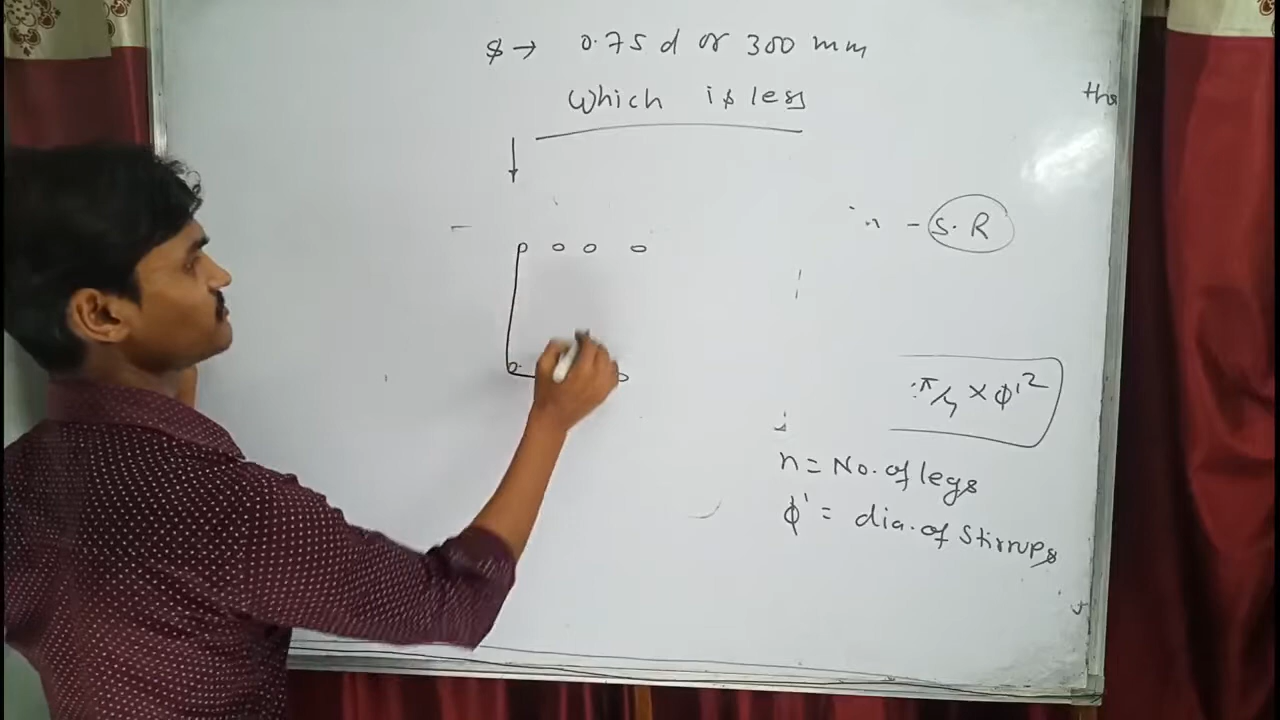 $ → 0.75 d or 300 mm
which is less
n - S.R
π/4 × ϕ'²
n = No. of legs
ϕ' = dia. of stirrups